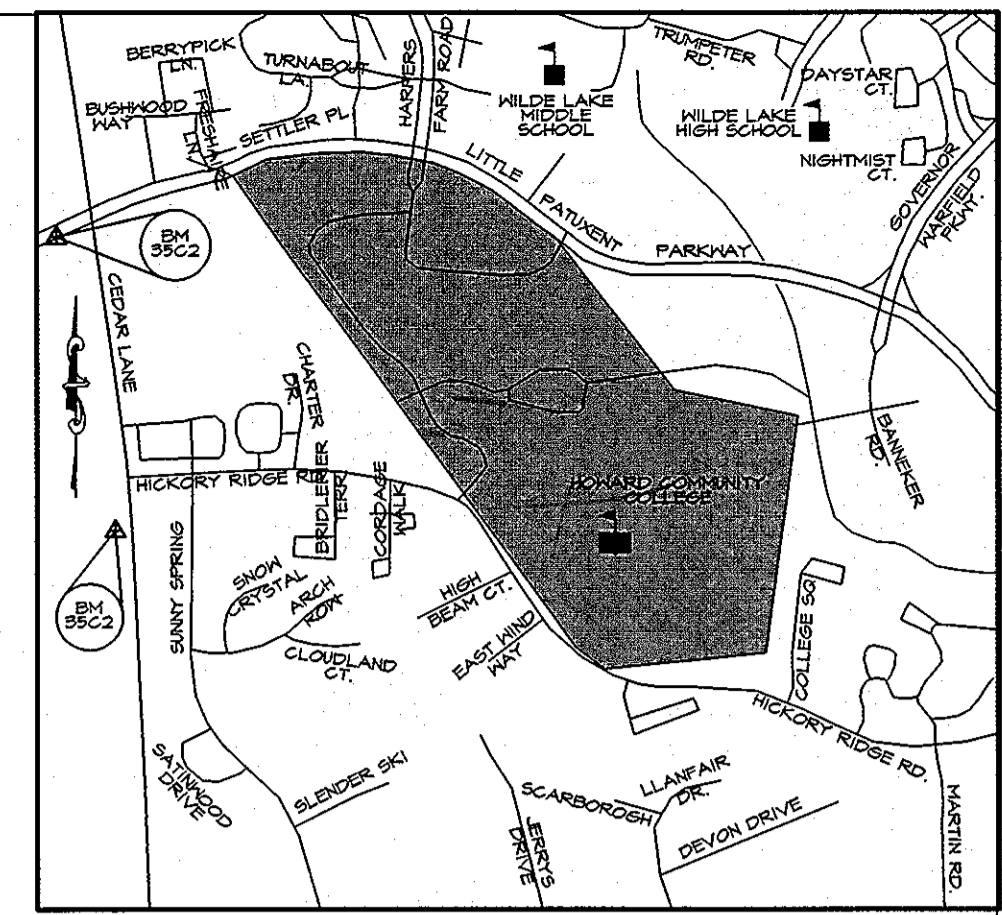 BERRYPICK
LN.
TURNABOUT
LA.
HARPERS
FARM ROAD
TRUMPETER
RD.
DAYSTAR
CT.
BUSHWOOD
WAY
FRESHAIRE
LN.
SETTLER PL.
WILDE LAKE
MIDDLE
SCHOOL
WILDE LAKE
HIGH SCHOOL
NIGHTMIST
CT.
GOVERNOR
WARFIELD
PKWY.
LITTLE
PATUXENT
PARKWAY
BM
35C2
CEDAR LANE
CHARTER
DR.
BANNEKER
RD.
HICKORY RIDGE RD.
BRIDLERIER
TERR
CORDAGE
WALK
HOWARD COMMUNITY
COLLEGE
BM
35C2
SUNNY SPRING
SNOW
CRYSTAL
ARCH
ROW
CLOUDLAND
CT.
HIGH
BEAM CT.
EAST WIND
WAY
COLLEGE SQ
HICKORY RIDGE RD.
SATINWOOD
DRIVE
SLENDER SKI
JERRYS
DRIVE
SCARBOROGH
LLANFAIR
DR.
DEVON DRIVE
MARTIN RD.